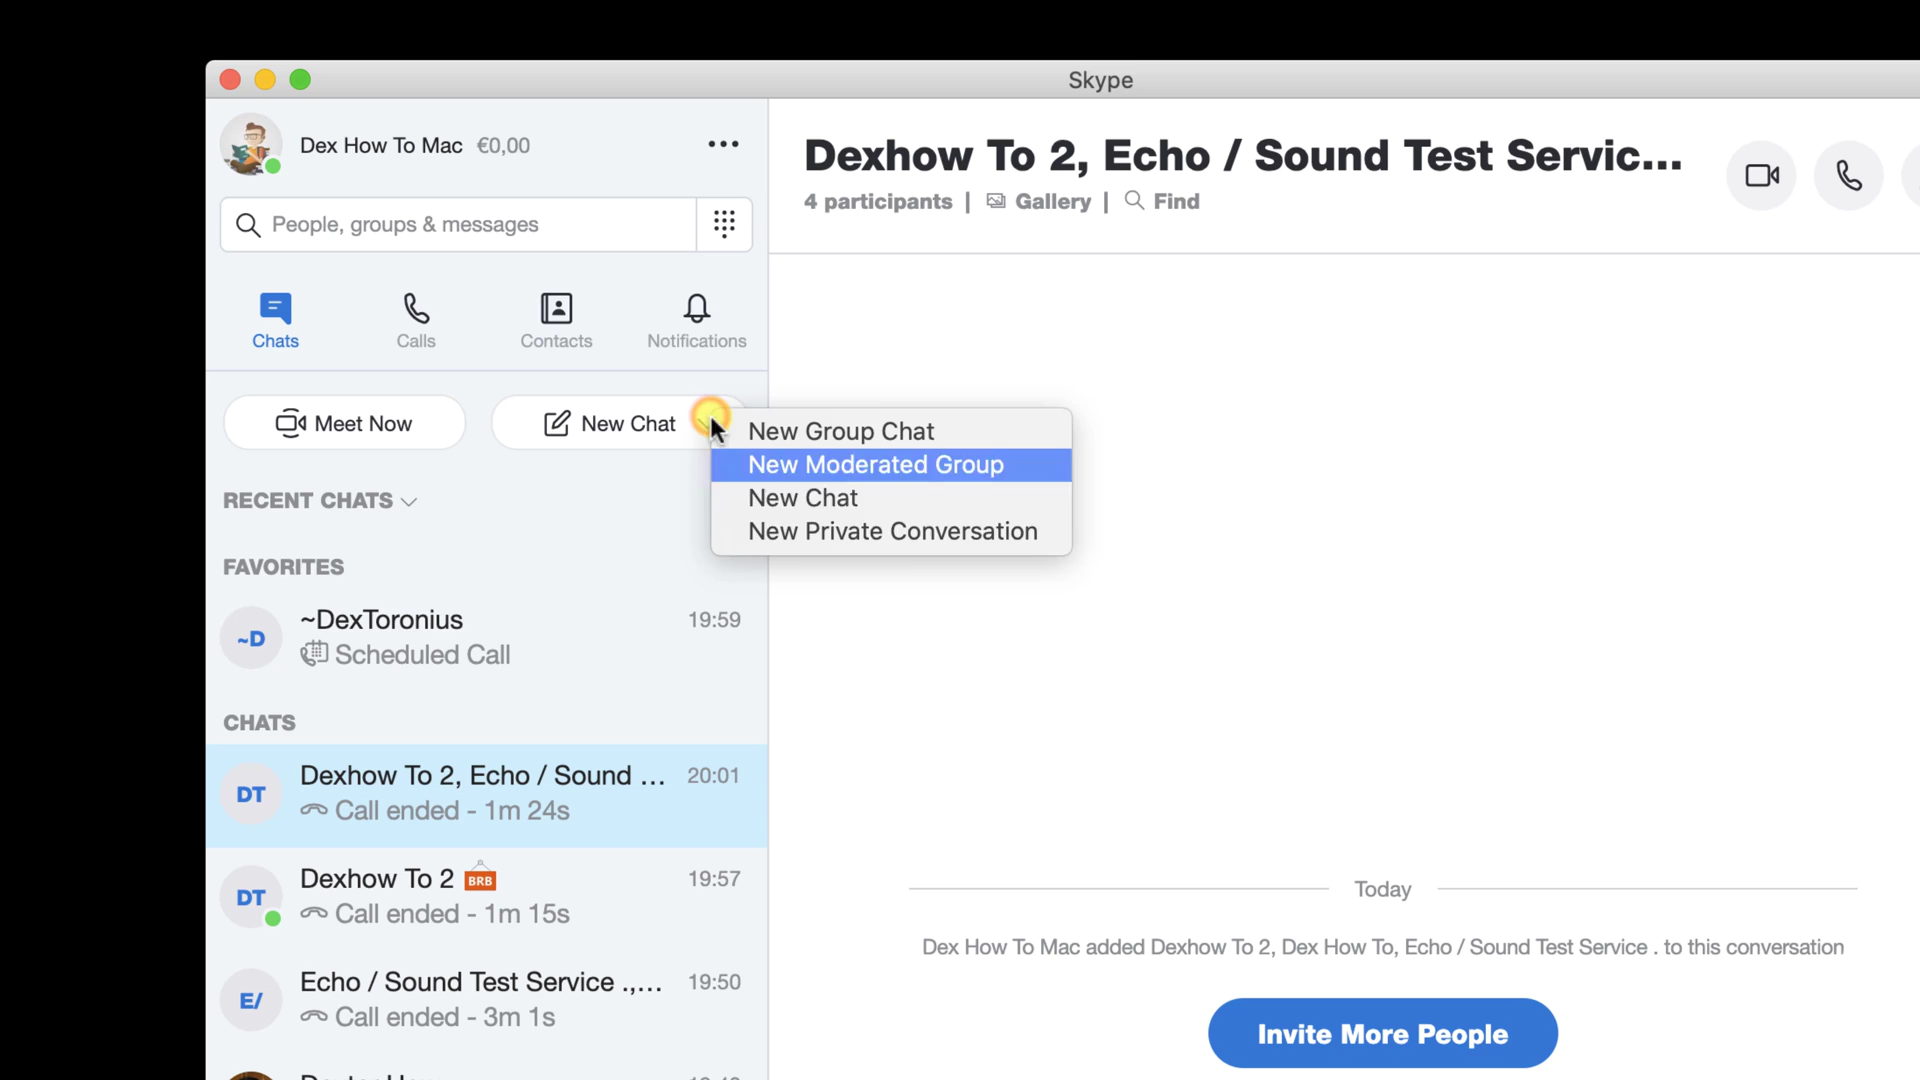 Skype
Dex How To Mac €0,00
People, groups & messages
Chats
Calls
Contacts
Notifications
Meet Now
New Chat
RECENT CHATS
FAVORITES
~D
~DexToronius
19:59
Scheduled Call
CHATS
DT
Dexhow To 2, Echo / Sound ...
20:01
Call ended - 1m 24s
DT
Dexhow To 2
BRB
19:57
Call ended - 1m 15s
E/
Echo / Sound Test Service .,...
19:50
Call ended - 3m 1s
New Group Chat
New Moderated Group
New Chat
New Private Conversation
Dexhow To 2, Echo / Sound Test Servic...
4 participants | Gallery | Find
Today
Dex How To Mac added Dexhow To 2, Dex How To, Echo / Sound Test Service . to this conversation
Invite More People